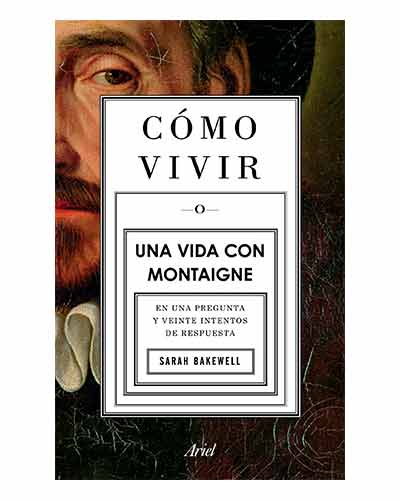 CÓMO
VIVIR
O
UNA VIDA CON
MONTAIGNE
EN UNA PREGUNTA
Y VEINTE INTENTOS
DE RESPUESTA
SARAH BAKEWELL
Ariel